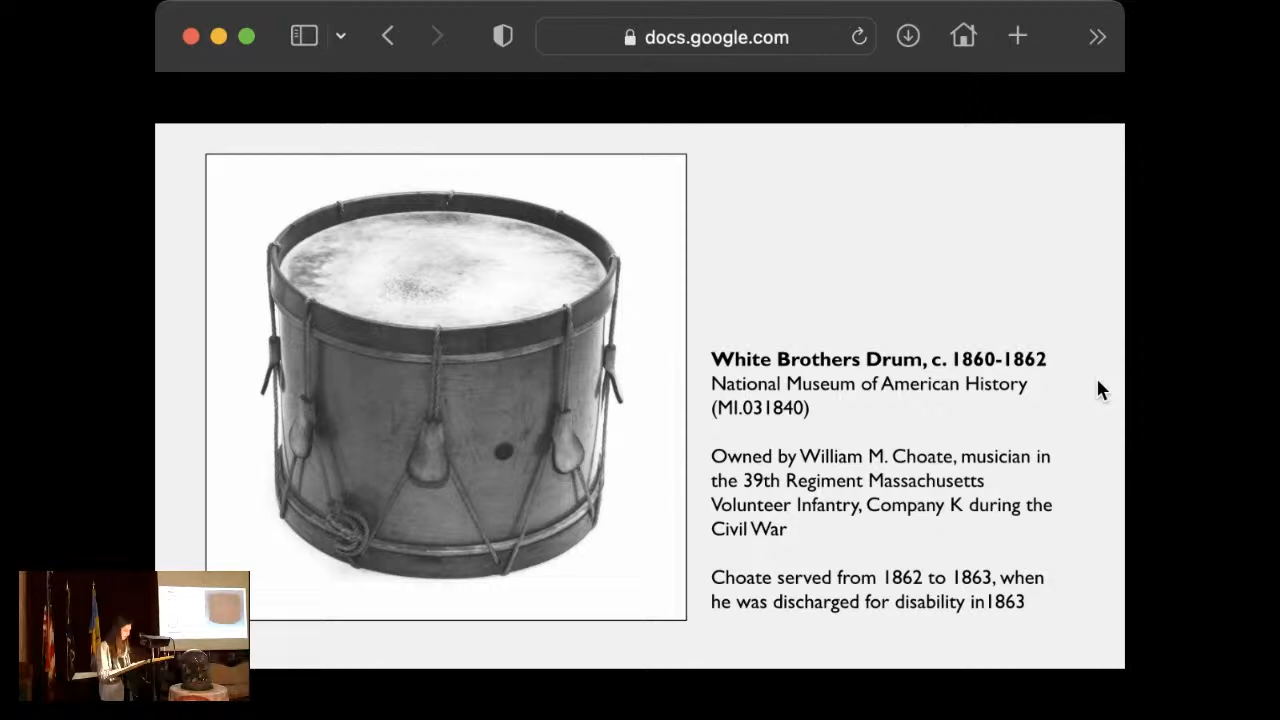 docs.google.com
White Brothers Drum, c. 1860-1862
National Museum of American History
(MI.031840)
Owned by William M. Choate, musician in
the 39th Regiment Massachusetts
Volunteer Infantry, Company K during the
Civil War
Choate served from 1862 to 1863, when
he was discharged for disability in1863